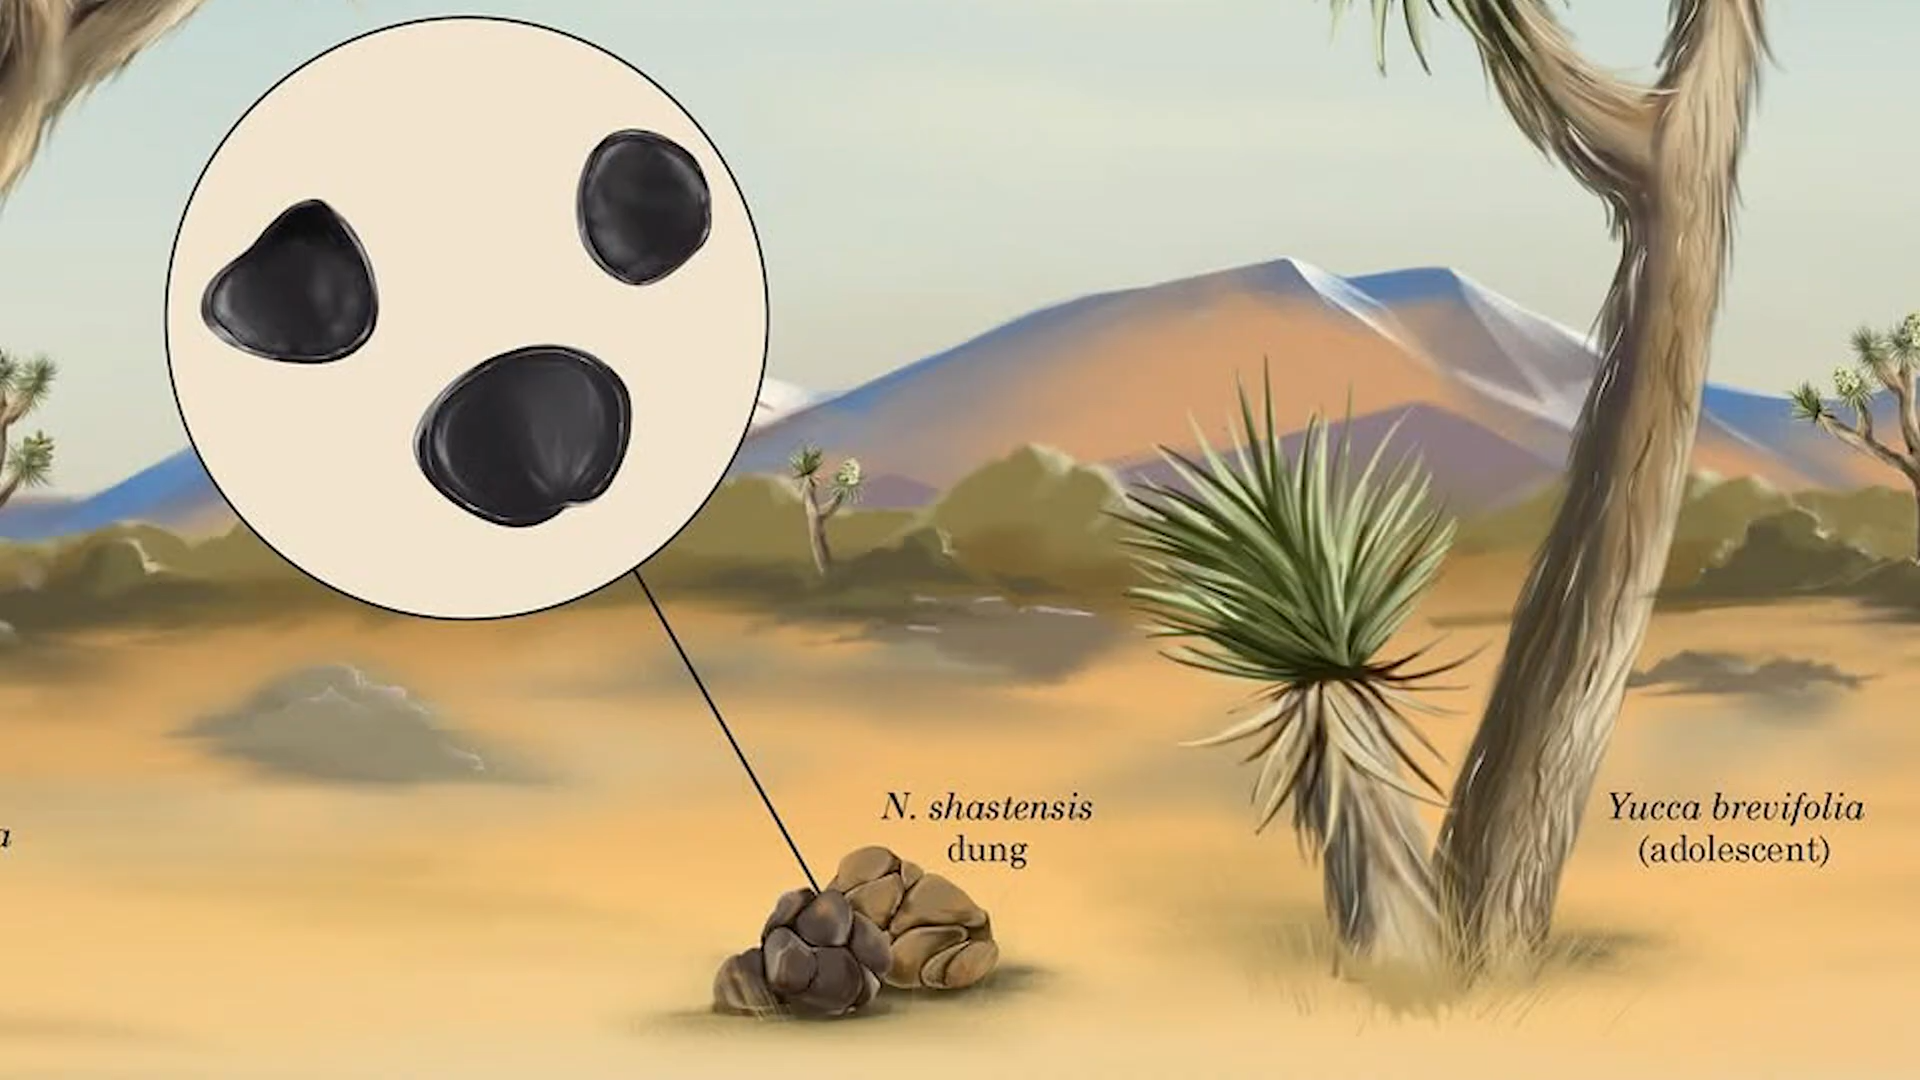 a
N. shastensis
dung
Yucca brevifolia
(adolescent)